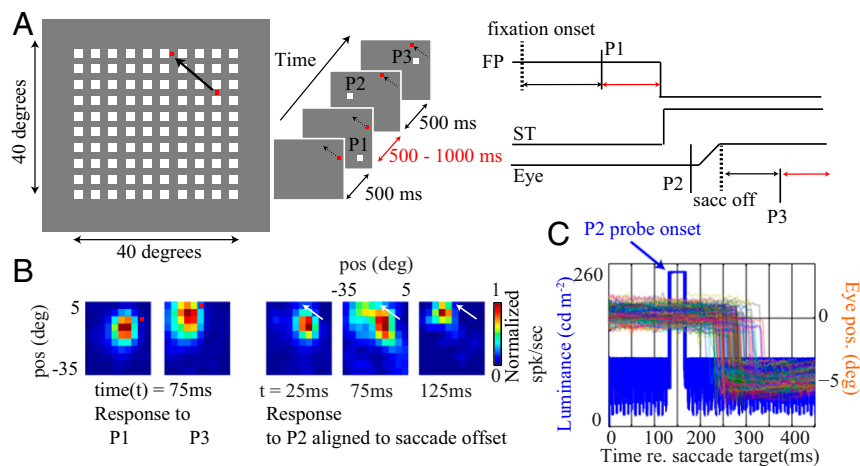 A
40 degrees
40 degrees
Time
P3
P2
P1
500 ms
500 - 1000 ms
500 ms
fixation onset
P1
FP
ST
Eye
P2
sacc off
P3
B
pos (deg)
-35 5
5
-35
pos (deg)
1
0
Normalized
spk/sec
time(t) = 75ms
Response to
P1 P3
t = 25ms 75ms 125ms
Response
to P2 aligned to saccade offset
C
P2 probe onset
260
0
Luminance (cd m⁻²)
0
−5
Eye pos. (deg)
0 100 200 300 400
Time re. saccade target(ms)